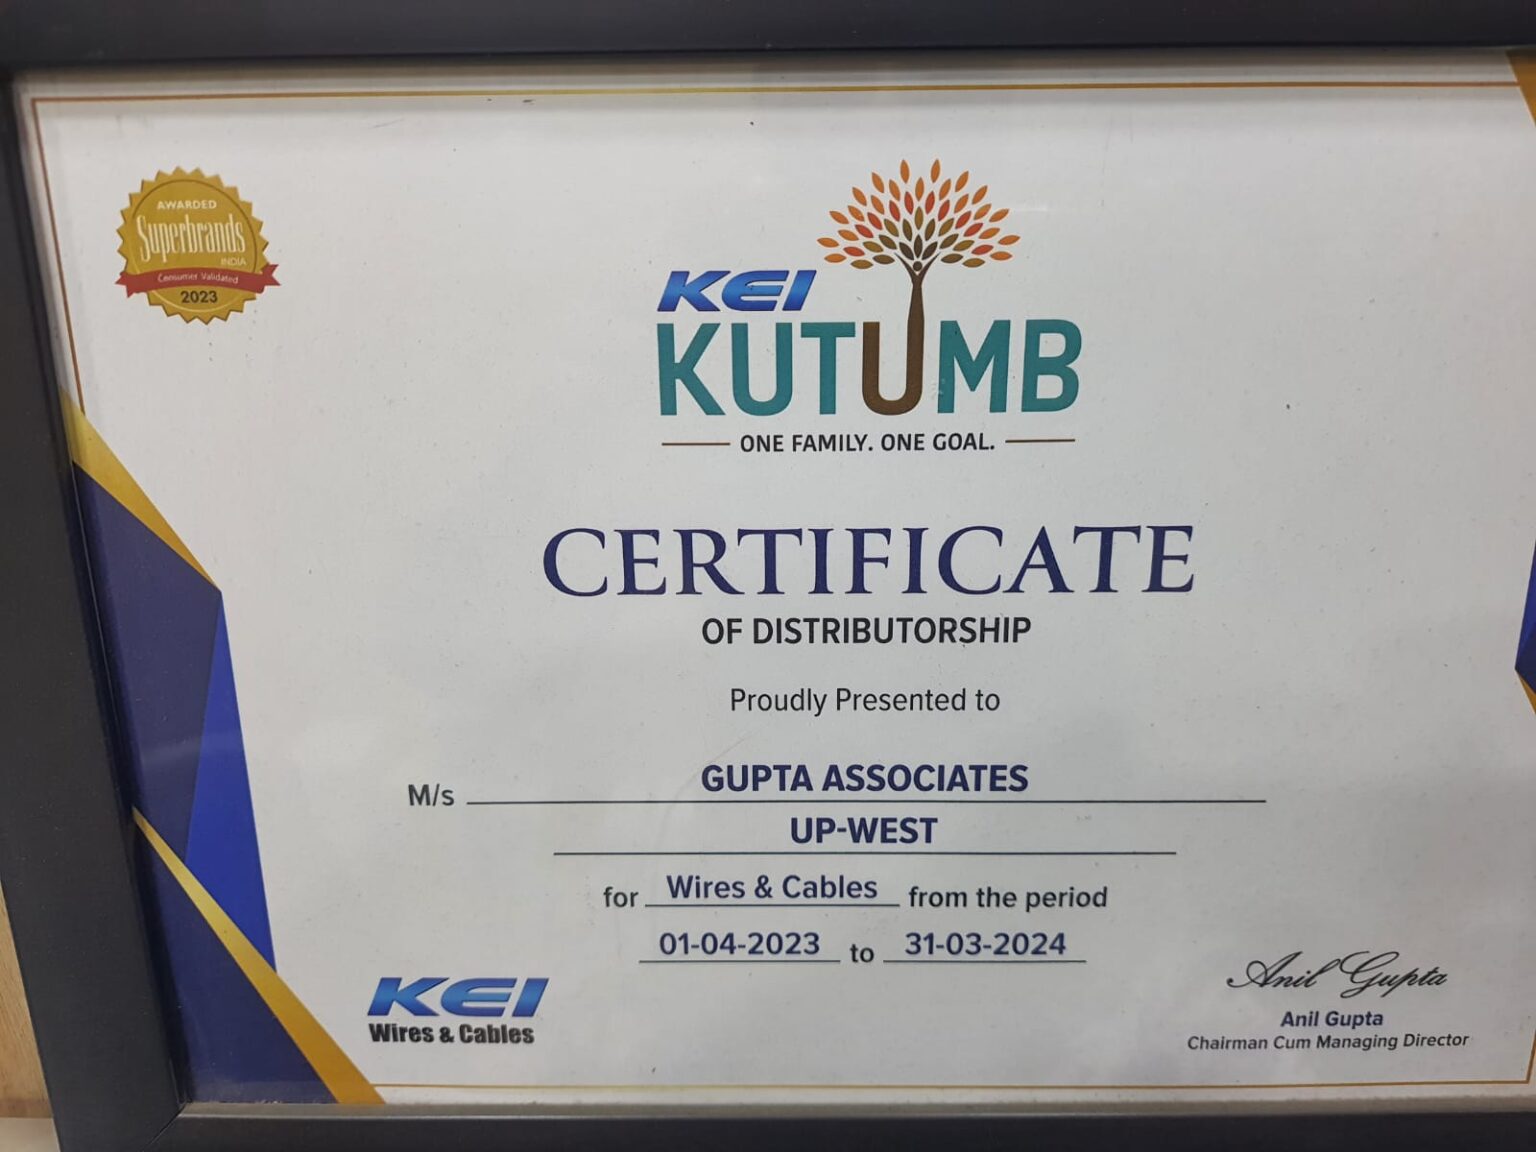 AWARDED
Superbrands
INDIA
Consumer Validated
2023
KEI
KUTUMB
ONE FAMILY. ONE GOAL.
CERTIFICATE
OF DISTRIBUTORSHIP
Proudly Presented to
M/s GUPTA ASSOCIATES
UP-WEST
for Wires & Cables from the period
01-04-2023 to 31-03-2024
KEI
Wires & Cables
Anil Gupta
Anil Gupta
Chairman Cum Managing Director